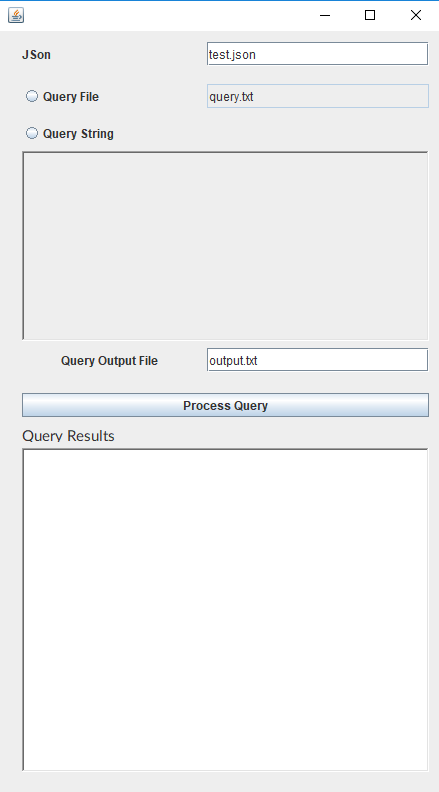 JSon test.json
Query File query.txt
Query String
Query Output File output.txt
Process Query
Query Results